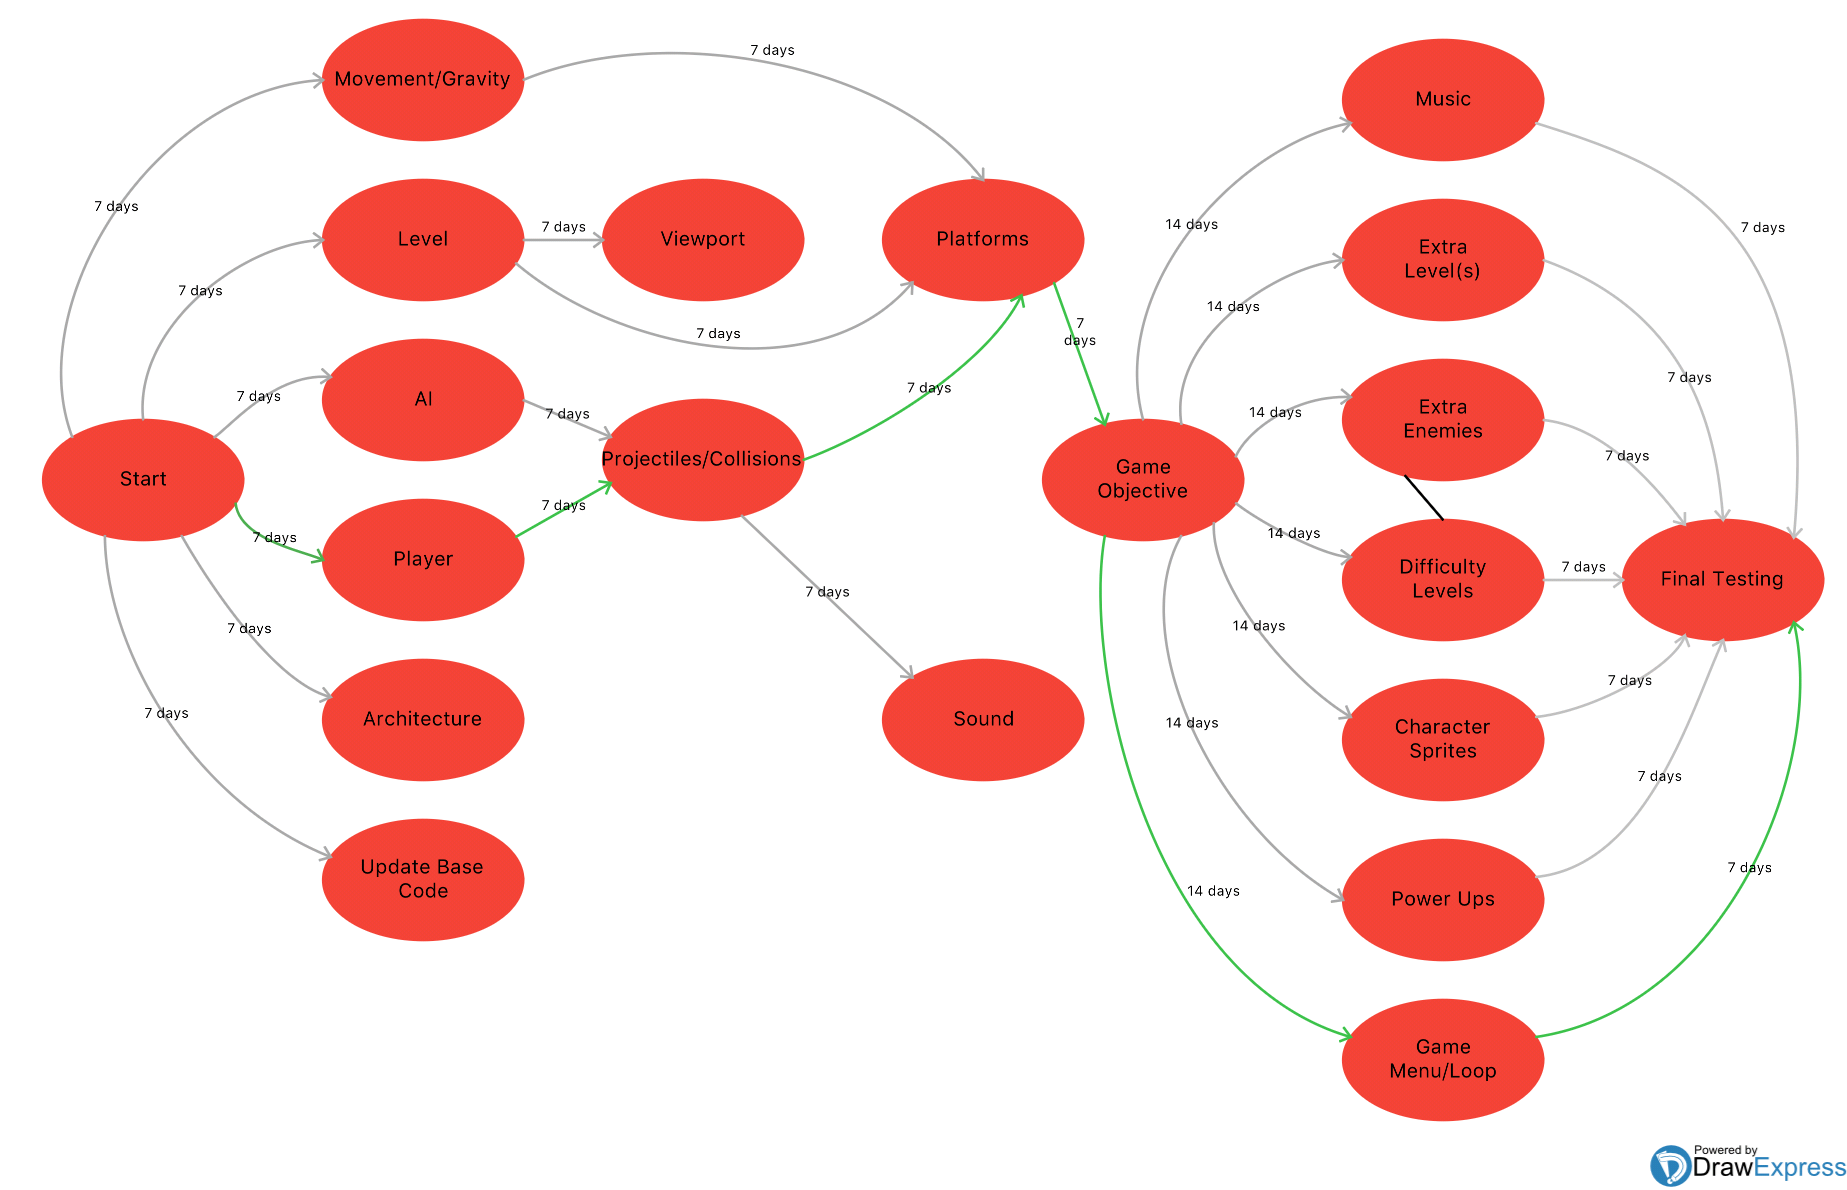 Movement/Gravity
7 days
Music
7 days
14 days
7 days
Level
7 days
Viewport
Platforms
Extra
Level(s)
7 days
7 days
7
days
14 days
7 days
AI
7 days
7 days
7 days
14 days
Extra
Enemies
7 days
Start
Projectiles/Collisions
Game
Objective
7 days
7 days
Player
14 days
Difficulty
Levels
7 days
Final Testing
7 days
7 days
14 days
7 days
Architecture
Sound
14 days
Character
Sprites
7 days
7 days
Update Base
Code
14 days
Power Ups
7 days
Game
Menu/Loop
Powered by
DrawExpress